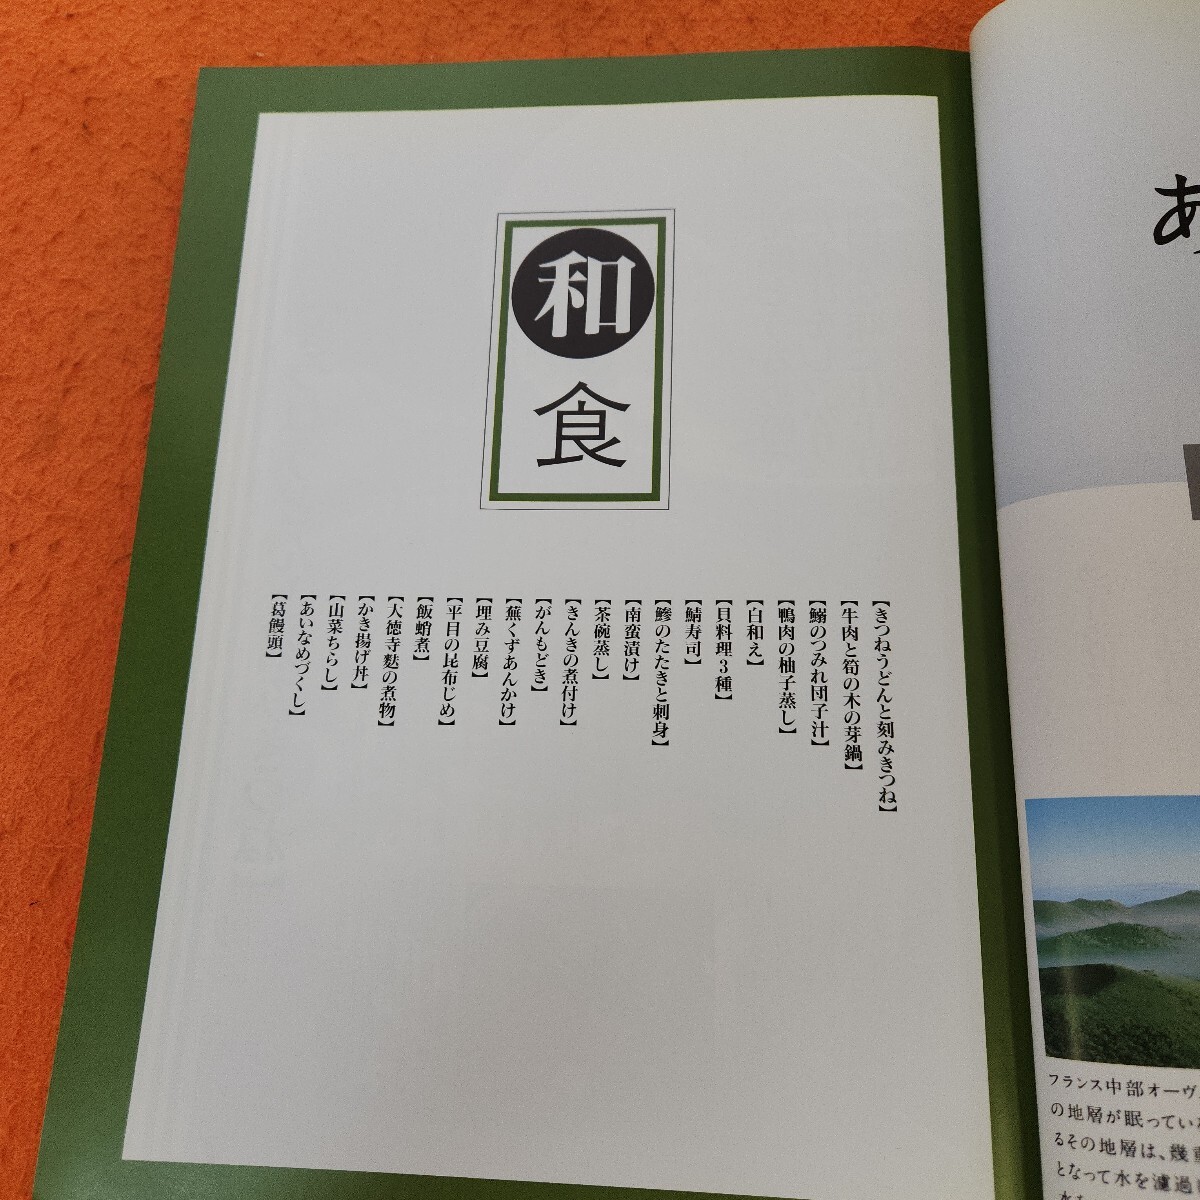 和
食
【きつねうどんと刻みきつね】
【牛肉と筍の木の芽鍋】
【鰯のつみれ団子汁】
【鴨肉の柚子蒸し】
【白和え】
【貝料理3種】
【鯖寿司】
【鯵のたたきと刺身】
【南蛮漬け】
【茶碗蒸し】
【きんきの煮付け】
【がんもどき】
【蕪くずあんかけ】
【埋み豆腐】
【平目の昆布じめ】
【飯蛸煮】
【大徳寺麩の煮物】
【かき揚げ丼】
【山菜ちらし】
【あいなめづくし】
【葛饅頭】
あ
フランス中部オーヴ
の地層が眠ってい
るその地層は、幾重
となって水を濾過